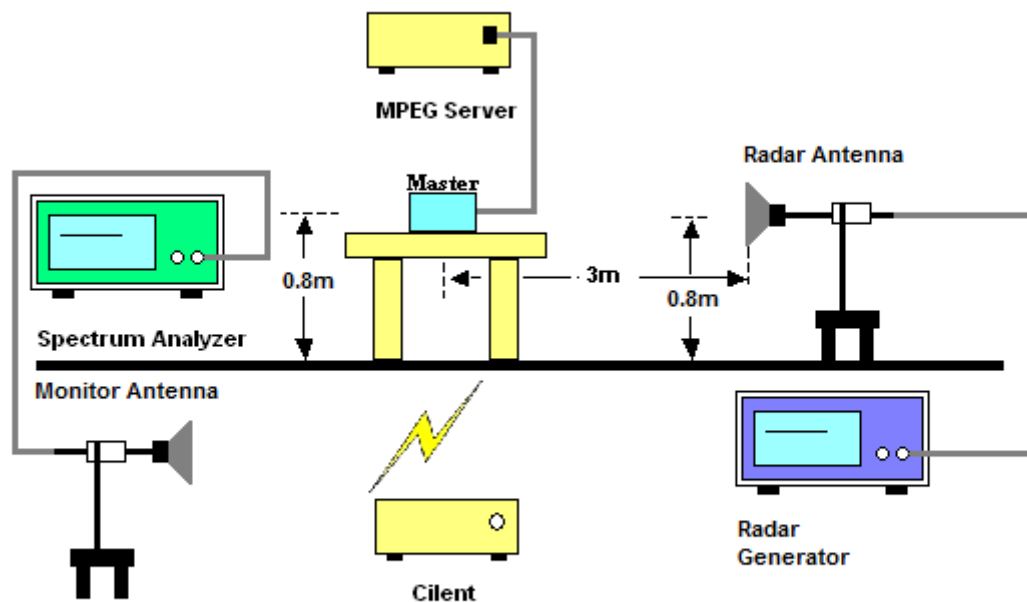 MPEG Server
Radar Antenna
Master
0.8m
3m
0.8m
Spectrum Analyzer
Monitor Antenna
Radar
Generator
Cilent